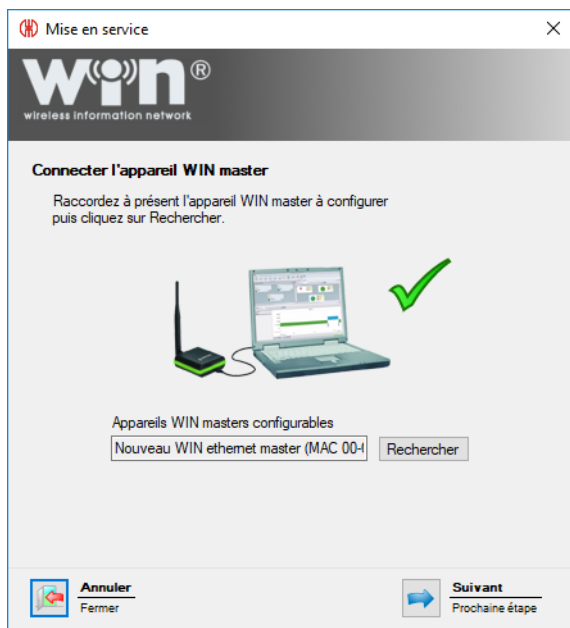 Mise en service
WIN®
wireless information network
Connecter l'appareil WIN master
Raccordez à présent l'appareil WIN master à configurer
puis cliquez sur Rechercher.
Appareils WIN masters configurables
Nouveau WIN ethernet master (MAC 00-
Rechercher
Annuler
Fermer
Suivant
Prochaine étape